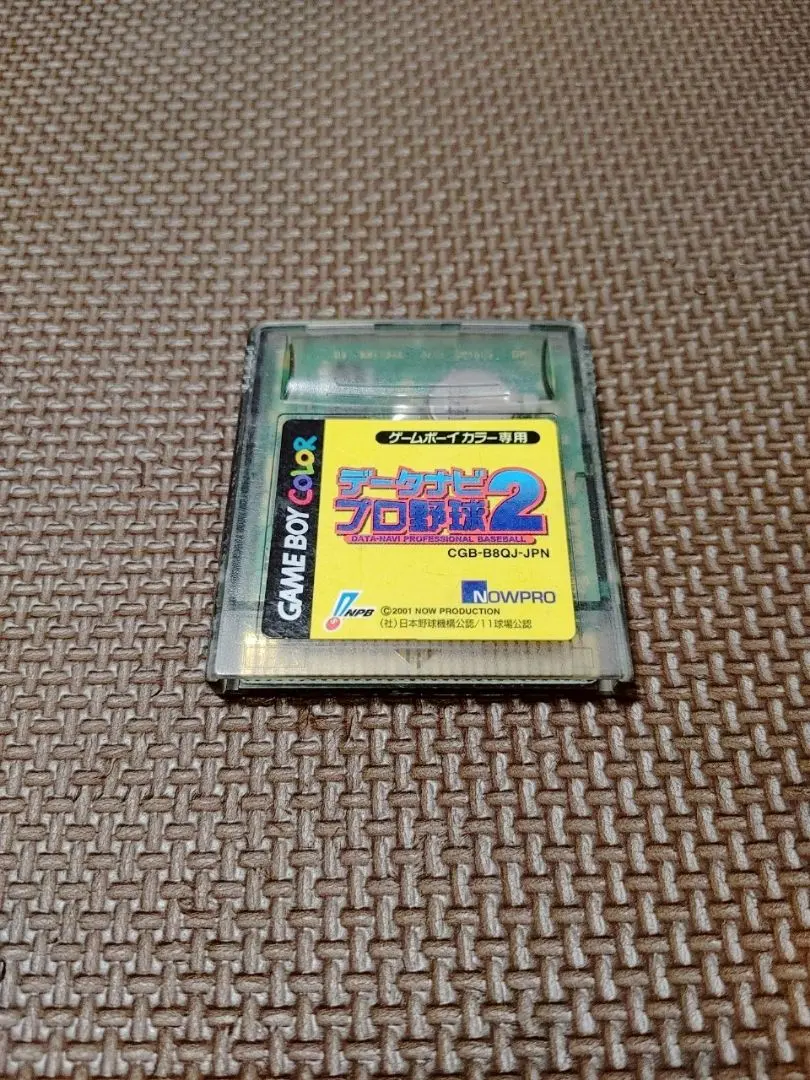 ゲームボーイカラー専用
GAME BOY COLOR
データナビ
プロ野球2
DATA-NAVI PROFESSIONAL BASEBALL
CGB-B8QJ-JPN
NPB
©2001 NOW PRODUCTION
NOWPRO
(社)日本野球機構公認/11球場公認